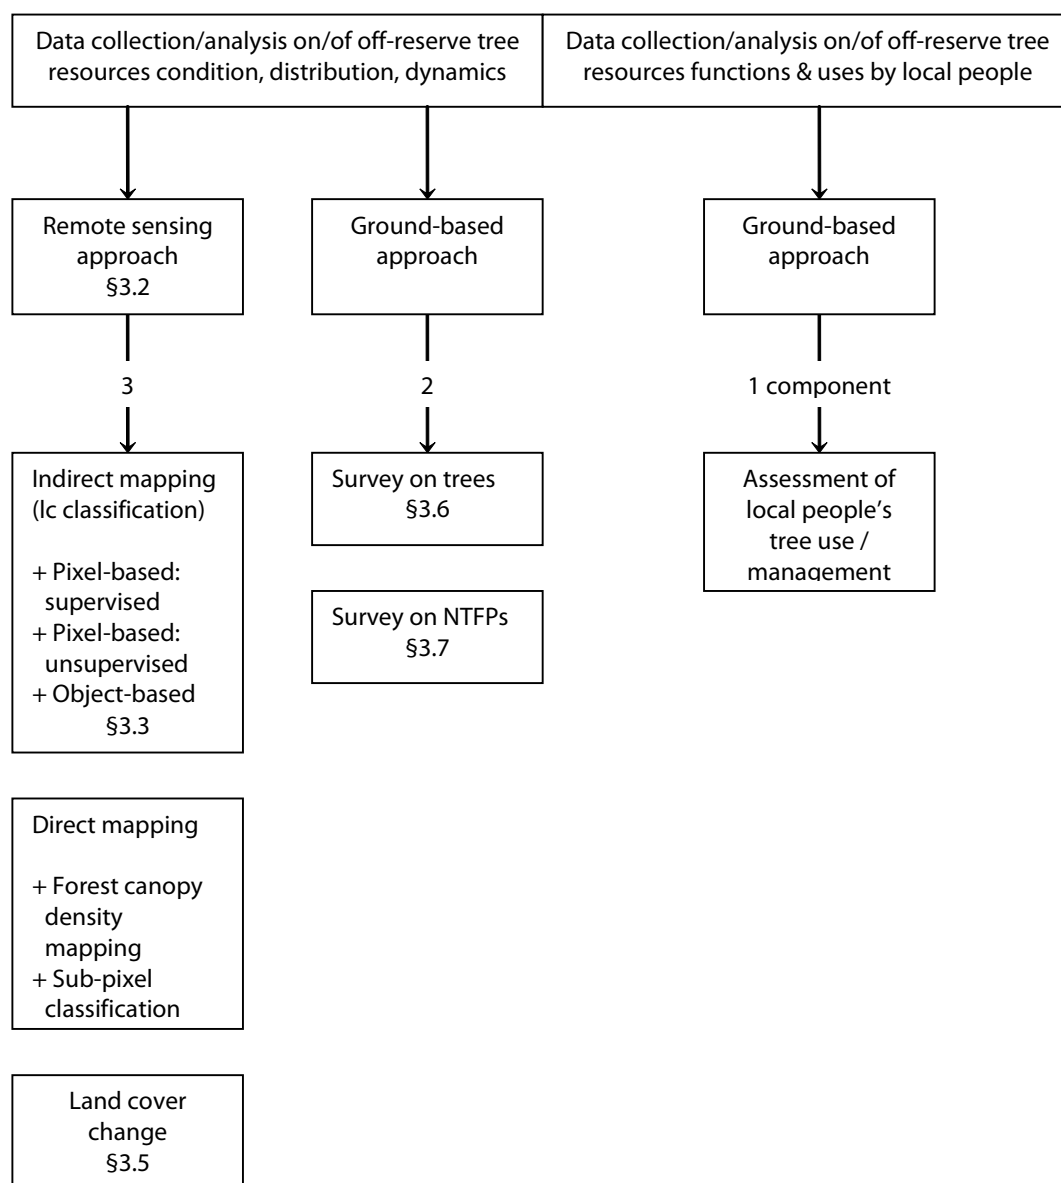 Data collection/analysis on/of off-reserve tree
resources condition, distribution, dynamics
Data collection/analysis on/of off-reserve tree
resources functions & uses by local people
Remote sensing
approach
§3.2
Ground-based
approach
Ground-based
approach
3
2
1 component
Indirect mapping
(lc classification)
+ Pixel-based:
supervised
+ Pixel-based:
unsupervised
+ Object-based
§3.3
Survey on trees
§3.6
Survey on NTFPs
§3.7
Assessment of
local people's
tree use /
management
Direct mapping
+ Forest canopy
density
mapping
+ Sub-pixel
classification
Land cover
change
§3.5